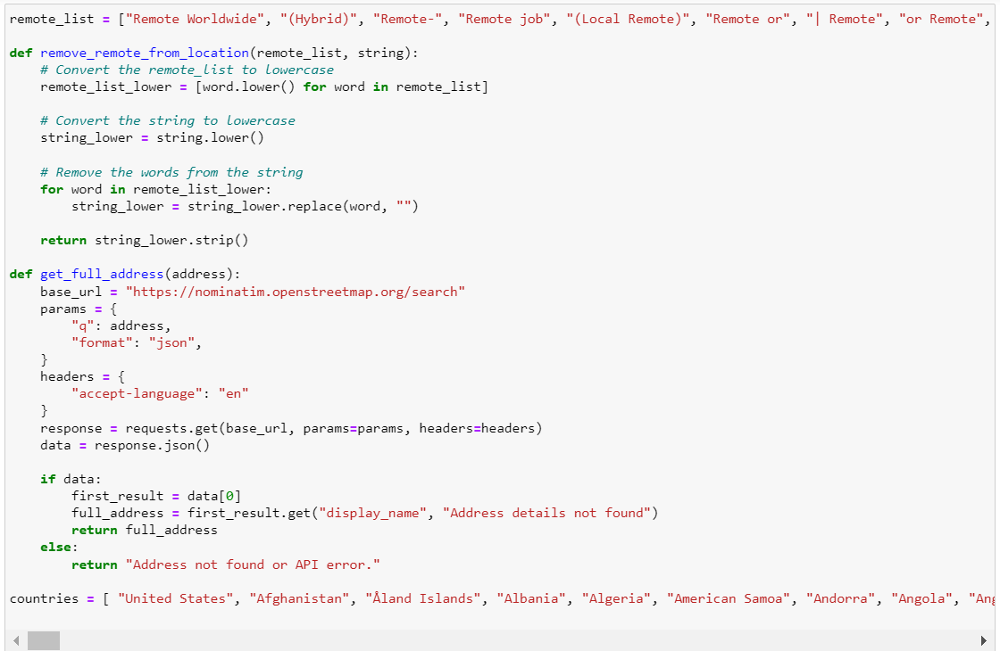 remote_list = ["Remote Worldwide", "(Hybrid)", "Remote-", "Remote job", "(Local Remote)", "Remote or", "| Remote", "or Remote",
def remove_remote_from_location(remote_list, string):
    # Convert the remote_list to lowercase
    remote_list_lower = [word.lower() for word in remote_list]
    # Convert the string to lowercase
    string_lower = string.lower()
    # Remove the words from the string
    for word in remote_list_lower:
        string_lower = string_lower.replace(word, "")
    return string_lower.strip()
def get_full_address(address):
    base_url = "https://nominatim.openstreetmap.org/search"
    params = {
        "q": address,
        "format": "json",
    }
    headers = {
        "accept-language": "en"
    }
    response = requests.get(base_url, params=params, headers=headers)
    data = response.json()
    if data:
        first_result = data[0]
        full_address = first_result.get("display_name", "Address details not found")
        return full_address
    else:
        return "Address not found or API error."
countries = [ "United States", "Afghanistan", "Åland Islands", "Albania", "Algeria", "American Samoa", "Andorra", "Angola", "Ang